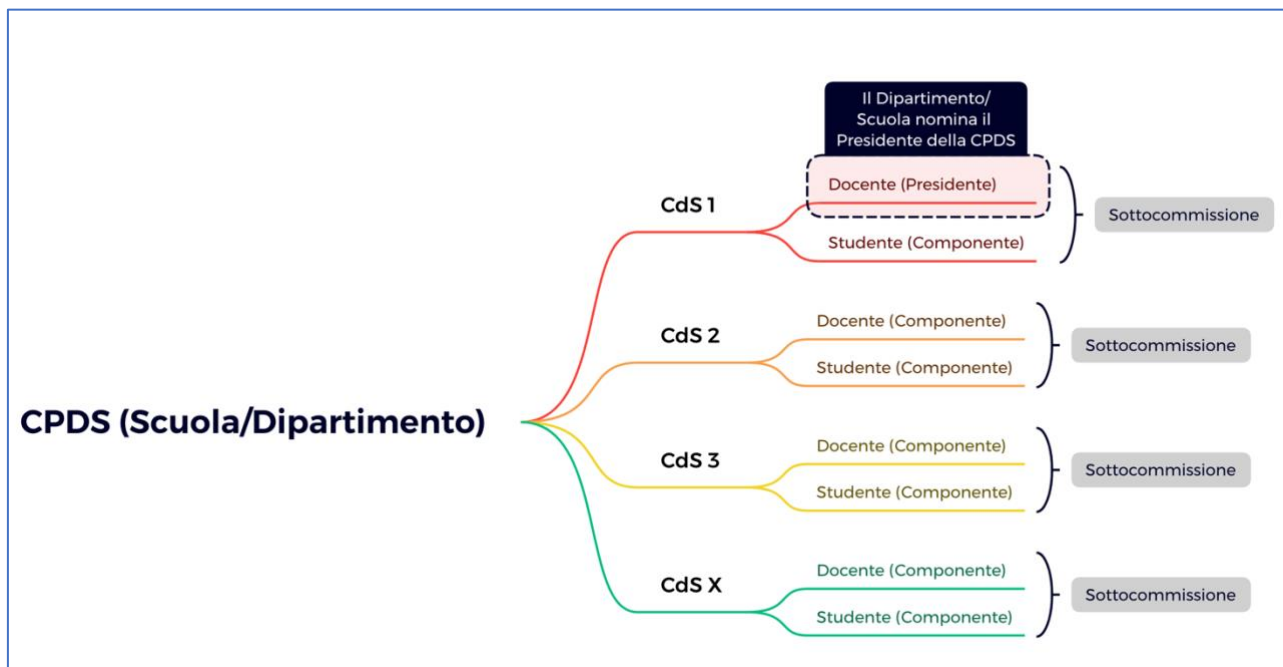 Il Dipartimento/
Scuola nomina il
Presidente della CPDS
Docente (Presidente)
CdS 1
Sottocommissione
Studente (Componente)
Docente (Componente)
CdS 2
Sottocommissione
Studente (Componente)
CPDS (Scuola/Dipartimento)
Docente (Componente)
CdS 3
Sottocommissione
Studente (Componente)
Docente (Componente)
CdS X
Sottocommissione
Studente (Componente)